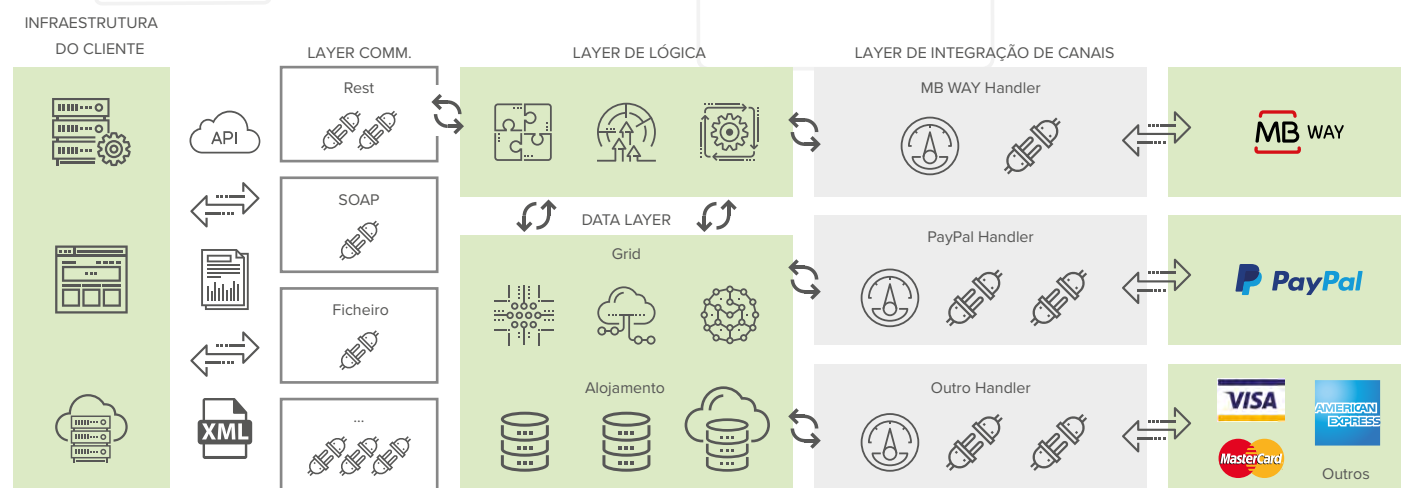 INFRAESTRUTURA
DO CLIENTE
LAYER COMM.
LAYER DE LÓGICA
LAYER DE INTEGRAÇÃO DE CANAIS
API
XML
Rest
SOAP
Ficheiro
...
DATA LAYER
Grid
Alojamento
MB WAY Handler
PayPal Handler
Outro Handler
MB WAY
PayPal
VISA
AMERICAN
EXPRESS
MasterCard
Outros